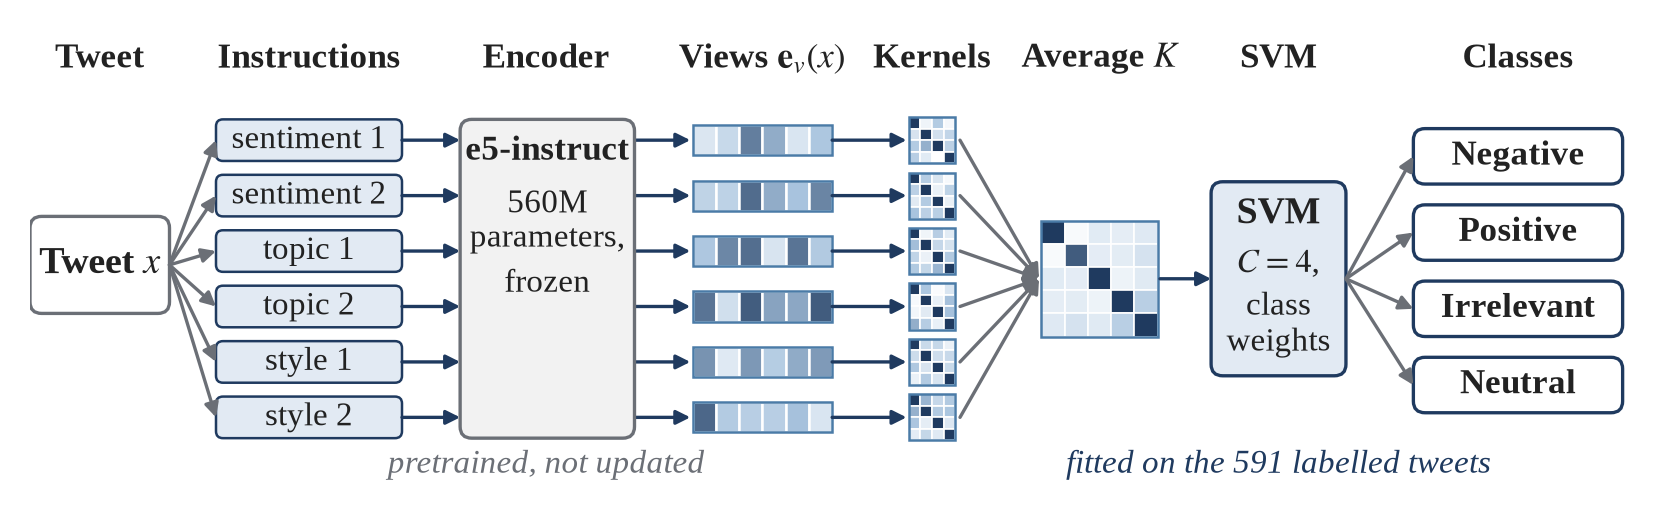 Tweet Instructions Encoder Views e_v(x) Kernels Average K SVM Classes
Tweet x
sentiment 1
sentiment 2
topic 1
topic 2
style 1
style 2
e5-instruct
560M
parameters,
frozen
SVM
C = 4,
class
weights
Negative
Positive
Irrelevant
Neutral
pretrained, not updated
fitted on the 591 labelled tweets